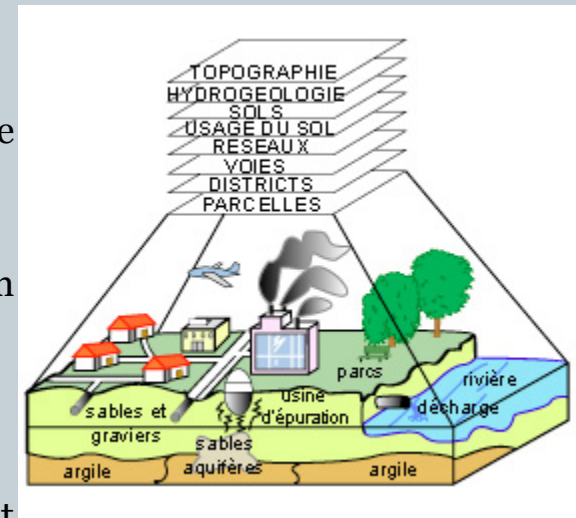 TOPOGRAPHIE
HYDROGEOLOGIE
SOLS
USAGE DU SOL
RESEAUX
VOIES
DISTRICTS
PARCELLES
parcs
rivière
usine
d'épuration
décharge
sables et
graviers
sables
aquifères
argile
argile